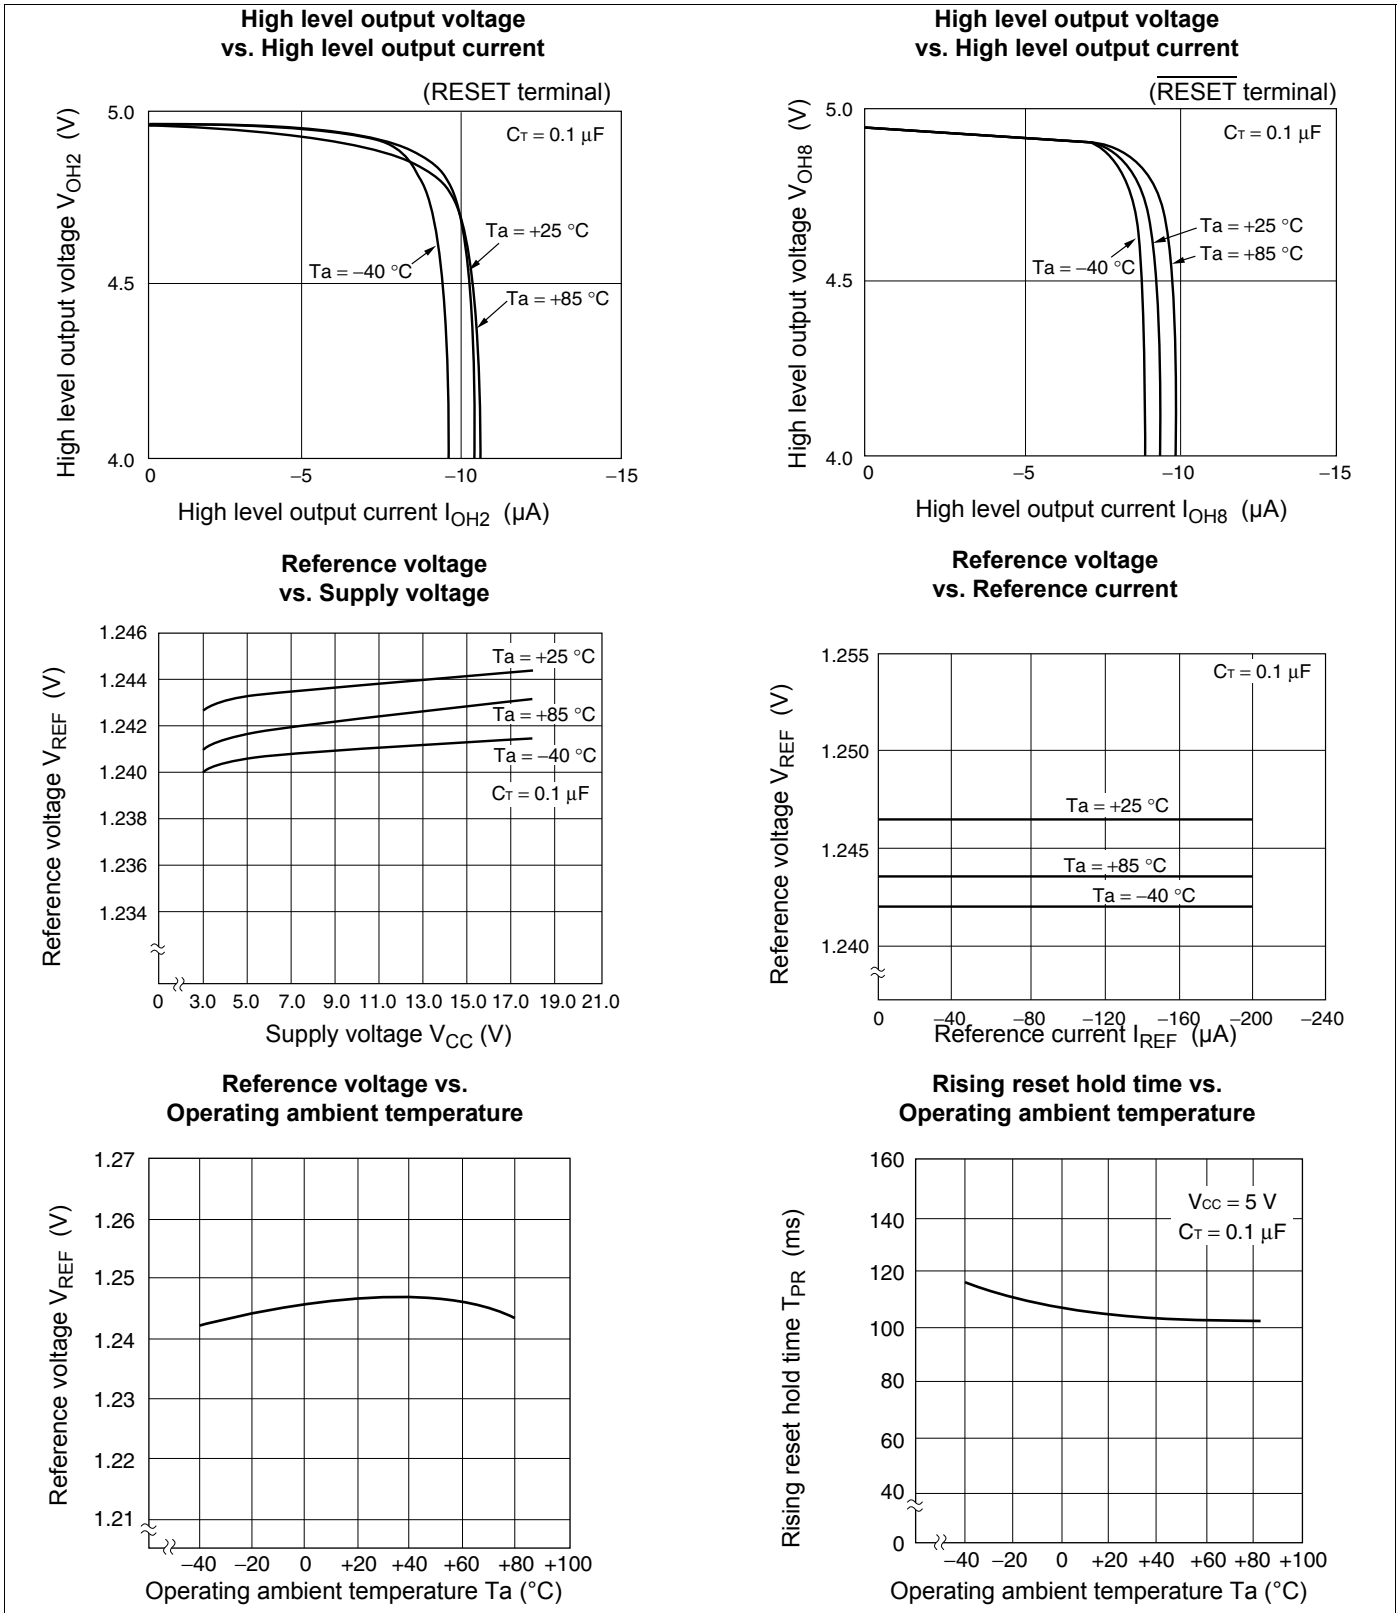 High level output voltage
vs. High level output current
(RESET terminal)
High level output voltage VOH2 (V)
5.0
4.5
4.0
CT = 0.1 μF
Ta = +25 °C
Ta = −40 °C
Ta = +85 °C
0 −5 −10 −15
High level output current IOH2 (μA)
High level output voltage
vs. High level output current
(RESET terminal)
High level output voltage VOH8 (V)
5.0
4.5
4.0
CT = 0.1 μF
Ta = +25 °C
Ta = +85 °C
Ta = −40 °C
0 −5 −10 −15
High level output current IOH8 (μA)
Reference voltage
vs. Supply voltage
Reference voltage VREF (V)
1.246
1.244
1.242
1.240
1.238
1.236
1.234
Ta = +25 °C
Ta = +85 °C
Ta = −40 °C
CT = 0.1 μF
0 3.0 5.0 7.0 9.0 11.0 13.0 15.0 17.0 19.0 21.0
Supply voltage VCC (V)
Reference voltage
vs. Reference current
Reference voltage VREF (V)
1.255
1.250
1.245
1.240
CT = 0.1 μF
Ta = +25 °C
Ta = +85 °C
Ta = −40 °C
0 −40 −80 −120 −160 −200 −240
Reference current IREF (μA)
Reference voltage vs.
Operating ambient temperature
Reference voltage VREF (V)
1.27
1.26
1.25
1.24
1.23
1.22
1.21
−40 −20 0 +20 +40 +60 +80 +100
Operating ambient temperature Ta (°C)
Rising reset hold time vs.
Operating ambient temperature
Rising reset hold time TPR (ms)
160
140
120
100
80
60
40
0
VCC = 5 V
CT = 0.1 μF
−40 −20 0 +20 +40 +60 +80 +100
Operating ambient temperature Ta (°C)